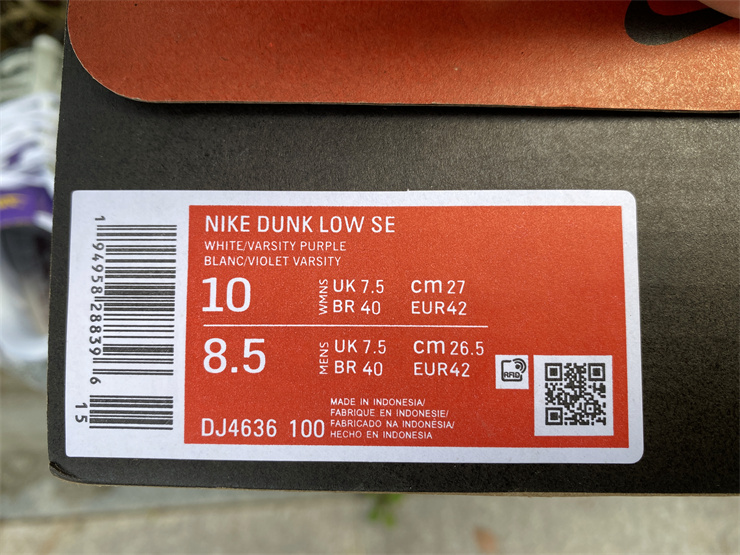 NIKE DUNK LOW SE
WHITE/VARSITY PURPLE
BLANC/VIOLET VARSITY
10 WMNS UK 7.5 cm 27
BR 40 EUR42
8.5 MENS UK 7.5 cm 26.5
BR 40 EUR42
RFID
DJ4636 100
MADE IN INDONESIA/
FABRIQUE EN INDONESIE/
FABRICADO NA INDONESIA/
HECHO EN INDONESIA
1 94958 28839 6
15